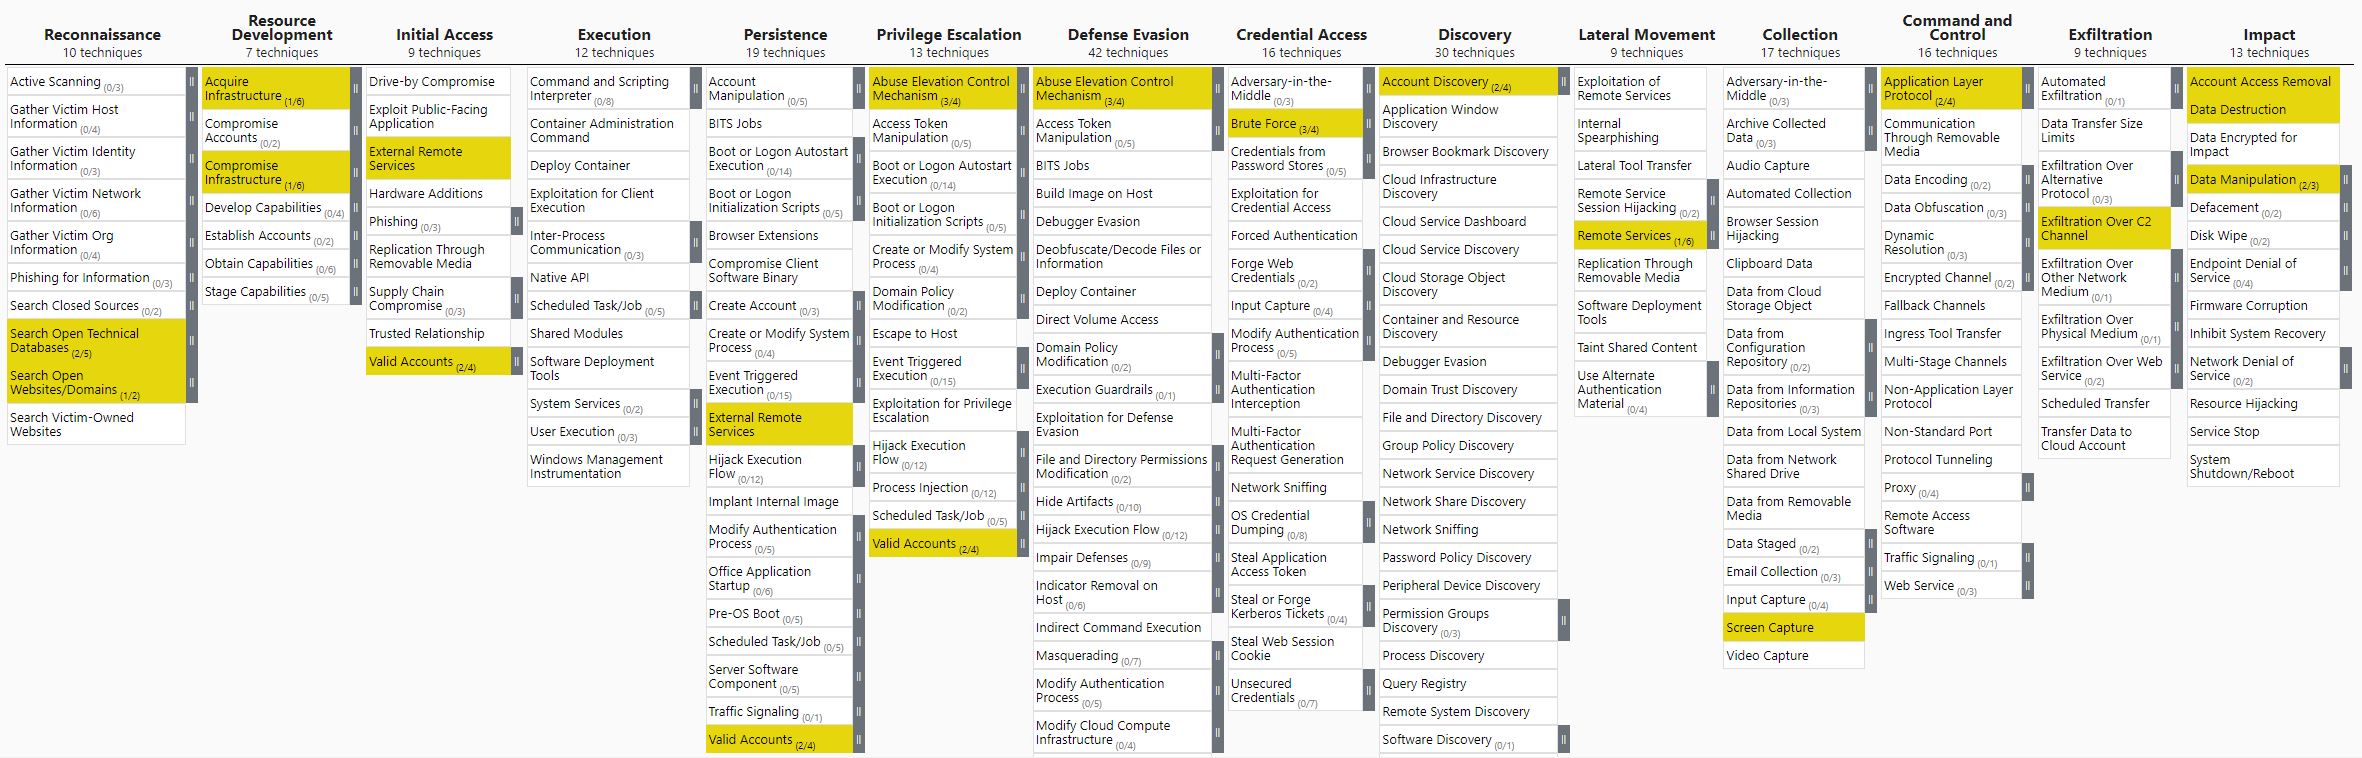 Reconnaissance
10 techniques
Active Scanning (0/3)
Gather Victim Host
Information (0/4)
Gather Victim Identity
Information (0/3)
Gather Victim Network
Information (0/6)
Gather Victim Org
Information (0/4)
Phishing for Information (0/3)
Search Closed Sources (0/2)
Search Open Technical
Databases (2/5)
Search Open
Websites/Domains (1/2)
Search Victim-Owned
Websites
Resource
Development
7 techniques
Acquire
Infrastructure (1/6)
Compromise
Accounts (0/2)
Compromise
Infrastructure (1/6)
Develop Capabilities (0/4)
Establish Accounts (0/2)
Obtain Capabilities (0/6)
Stage Capabilities (0/5)
Initial Access
9 techniques
Drive-by Compromise
Exploit Public-Facing
Application
External Remote
Services
Hardware Additions
Phishing (0/3)
Replication Through
Removable Media
Supply Chain
Compromise (0/3)
Trusted Relationship
Valid Accounts (2/4)
Execution
12 techniques
Command and Scripting
Interpreter (0/8)
Container Administration
Command
Deploy Container
Exploitation for Client
Execution
Inter-Process
Communication (0/3)
Native API
Scheduled Task/Job (0/5)
Shared Modules
Software Deployment
Tools
System Services (0/2)
User Execution (0/3)
Windows Management
Instrumentation
Persistence
19 techniques
Account
Manipulation (0/5)
BITS Jobs
Boot or Logon Autostart
Execution (0/14)
Boot or Logon
Initialization Scripts (0/5)
Browser Extensions
Compromise Client
Software Binary
Create Account (0/3)
Create or Modify System
Process (0/4)
Event Triggered
Execution (0/15)
External Remote
Services
Hijack Execution
Flow (0/12)
Implant Internal Image
Modify Authentication
Process (0/5)
Office Application
Startup (0/6)
Pre-OS Boot (0/5)
Scheduled Task/Job (0/5)
Server Software
Component (0/5)
Traffic Signaling (0/1)
Valid Accounts (2/4)
Privilege Escalation
13 techniques
Abuse Elevation Control
Mechanism (3/4)
Access Token
Manipulation (0/5)
Boot or Logon Autostart
Execution (0/14)
Boot or Logon
Initialization Scripts (0/5)
Create or Modify System
Process (0/4)
Domain Policy
Modification (0/2)
Escape to Host
Event Triggered
Execution (0/15)
Exploitation for Privilege
Escalation
Hijack Execution
Flow (0/12)
Process Injection (0/12)
Scheduled Task/Job (0/5)
Valid Accounts (2/4)
Defense Evasion
42 techniques
Abuse Elevation Control
Mechanism (3/4)
Access Token
Manipulation (0/5)
BITS Jobs
Build Image on Host
Debugger Evasion
Deobfuscate/Decode Files or
Information
Deploy Container
Direct Volume Access
Domain Policy
Modification (0/2)
Execution Guardrails (0/1)
Exploitation for Defense
Evasion
File and Directory Permissions
Modification (0/2)
Hide Artifacts (0/10)
Hijack Execution Flow (0/12)
Impair Defenses (0/9)
Indicator Removal on
Host (0/6)
Indirect Command Execution
Masquerading (0/7)
Modify Authentication
Process (0/5)
Modify Cloud Compute
Infrastructure (0/4)
Credential Access
16 techniques
Adversary-in-the-
Middle (0/3)
Brute Force (3/4)
Credentials from
Password Stores (0/5)
Exploitation for
Credential Access
Forced Authentication
Forge Web
Credentials (0/2)
Input Capture (0/4)
Modify Authentication
Process (0/5)
Multi-Factor
Authentication
Interception
Multi-Factor
Authentication
Request Generation
Network Sniffing
OS Credential
Dumping (0/8)
Steal Application
Access Token
Steal or Forge
Kerberos Tickets (0/4)
Steal Web Session
Cookie
Unsecured
Credentials (0/7)
Discovery
30 techniques
Account Discovery (2/4)
Application Window
Discovery
Browser Bookmark Discovery
Cloud Infrastructure
Discovery
Cloud Service Dashboard
Cloud Service Discovery
Cloud Storage Object
Discovery
Container and Resource
Discovery
Debugger Evasion
Domain Trust Discovery
File and Directory Discovery
Group Policy Discovery
Network Service Discovery
Network Share Discovery
Network Sniffing
Password Policy Discovery
Peripheral Device Discovery
Permission Groups
Discovery (0/3)
Process Discovery
Query Registry
Remote System Discovery
Software Discovery (0/1)
Lateral Movement
9 techniques
Exploitation of
Remote Services
Internal
Spearphishing
Lateral Tool Transfer
Remote Service
Session Hijacking (0/2)
Remote Services (1/6)
Replication Through
Removable Media
Software Deployment
Tools
Taint Shared Content
Use Alternate
Authentication
Material (0/4)
Collection
17 techniques
Adversary-in-the-
Middle (0/3)
Archive Collected
Data (0/3)
Audio Capture
Automated Collection
Browser Session
Hijacking
Clipboard Data
Data from Cloud
Storage Object
Data from
Configuration
Repository (0/2)
Data from Information
Repositories (0/3)
Data from Local System
Data from Network
Shared Drive
Data from Removable
Media
Data Staged (0/2)
Email Collection (0/3)
Input Capture (0/4)
Screen Capture
Video Capture
Command and
Control
16 techniques
Application Layer
Protocol (2/4)
Communication
Through Removable
Media
Data Encoding (0/2)
Data Obfuscation (0/3)
Dynamic
Resolution (0/3)
Encrypted Channel (0/2)
Fallback Channels
Ingress Tool Transfer
Multi-Stage Channels
Non-Application Layer
Protocol
Non-Standard Port
Protocol Tunneling
Proxy (0/4)
Remote Access
Software
Traffic Signaling (0/1)
Web Service (0/3)
Exfiltration
9 techniques
Automated
Exfiltration (0/1)
Data Transfer Size
Limits
Exfiltration Over
Alternative
Protocol (0/3)
Exfiltration Over C2
Channel
Exfiltration Over
Other Network
Medium (0/1)
Exfiltration Over
Physical Medium (0/1)
Exfiltration Over Web
Service (0/2)
Scheduled Transfer
Transfer Data to
Cloud Account
Impact
13 techniques
Account Access Removal
Data Destruction
Data Encrypted for
Impact
Data Manipulation (2/3)
Defacement (0/2)
Disk Wipe (0/2)
Endpoint Denial of
Service (0/4)
Firmware Corruption
Inhibit System Recovery
Network Denial of
Service (0/2)
Resource Hijacking
Service Stop
System
Shutdown/Reboot